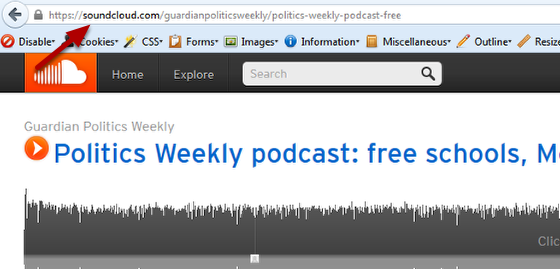 https://soundcloud.com/guardianpoliticsweekly/politics-weekly-podcast-free
Disable Cookies CSS Forms Images Information Miscellaneous Outline Resize
Home Explore Search
Guardian Politics Weekly
Politics Weekly podcast: free schools, M
Clic